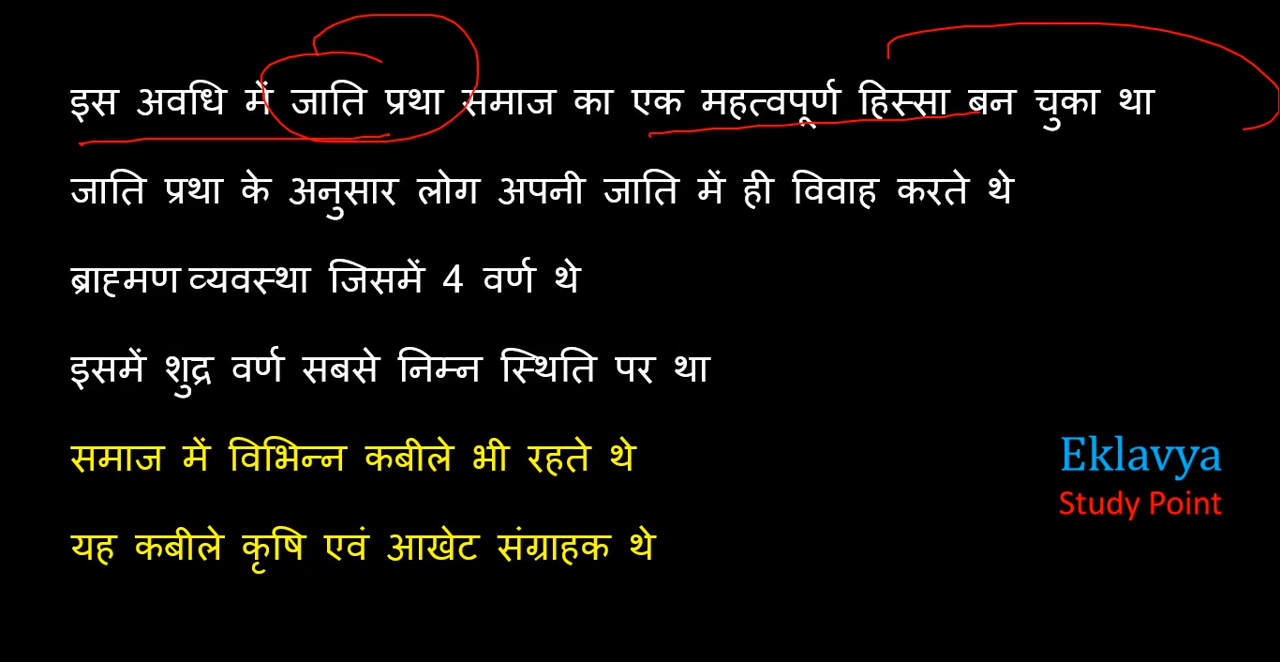 इस अवधि में जाति प्रथा समाज का एक महत्वपूर्ण हिस्सा बन चुका था
जाति प्रथा के अनुसार लोग अपनी जाति में ही विवाह करते थे
ब्राह्मण व्यवस्था जिसमें 4 वर्ण थे
इसमें शुद्र वर्ण सबसे निम्न स्थिति पर था
समाज में विभिन्न कबीले भी रहते थे
यह कबीले कृषि एवं आखेट संग्राहक थे
Eklavya
Study Point